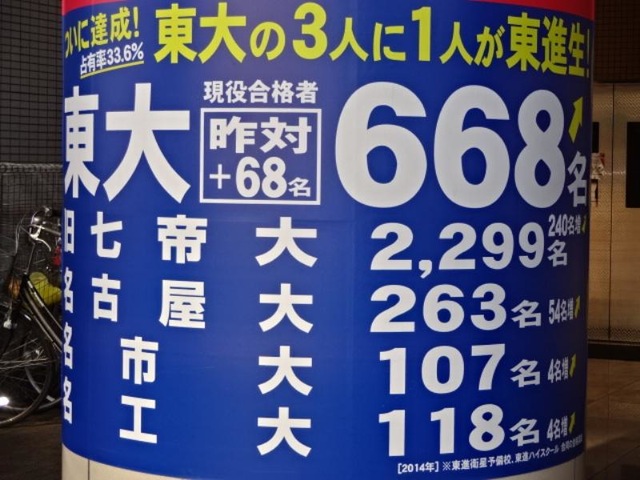 ついに達成!
占有率33.6%
東大の3人に1人が東進生!
東大 現役合格者 昨対+68名 668名
旧七帝大 2,299名 240名増
名古屋大 263名 54名増
名市大 107名 4名増
名工大 118名 4名増
[2014年] ※東進衛星予備校、東進ハイスクール